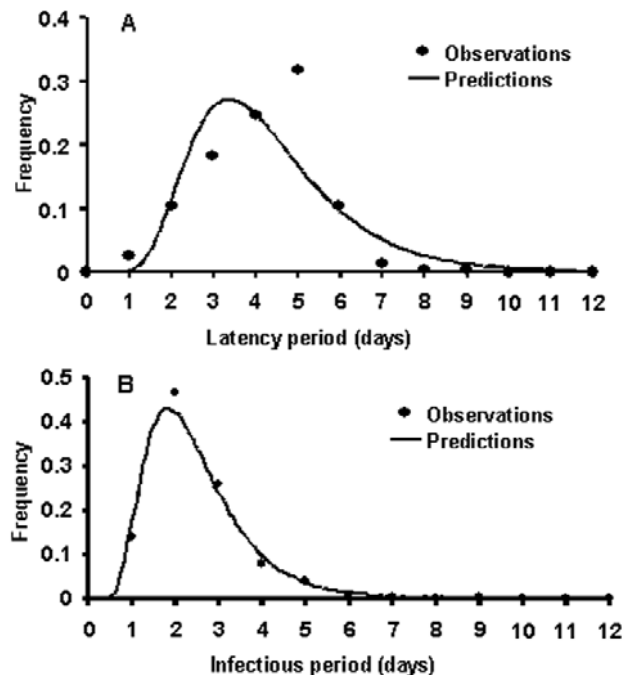 A
0.4
0.3
0.2
0.1
0
Frequency
Observations
Predictions
0 1 2 3 4 5 6 7 8 9 10 11 12
Latency period (days)
B
0.5
0.4
0.3
0.2
0.1
0
Frequency
Observations
Predictions
0 1 2 3 4 5 6 7 8 9 10 11 12
Infectious period (days)